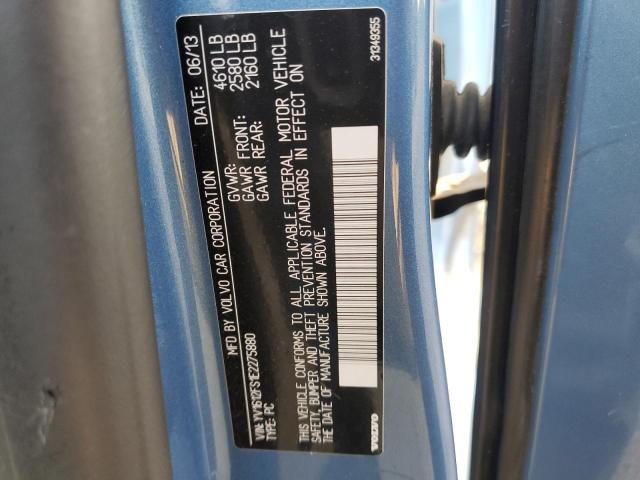 MFD BY VOLVO CAR CORPORATION DATE: 06/13
GVWR: 4610 LB
GAWR FRONT: 2580 LB
GAWR REAR: 2160 LB
VIN: YV1612FS1E2275880
TYPE: PC
THIS VEHICLE CONFORMS TO ALL APPLICABLE FEDERAL MOTOR VEHICLE
SAFETY, BUMPER AND THEFT PREVENTION STANDARDS IN EFFECT ON
THE DATE OF MANUFACTURE SHOWN ABOVE.
VOLVO 31349355